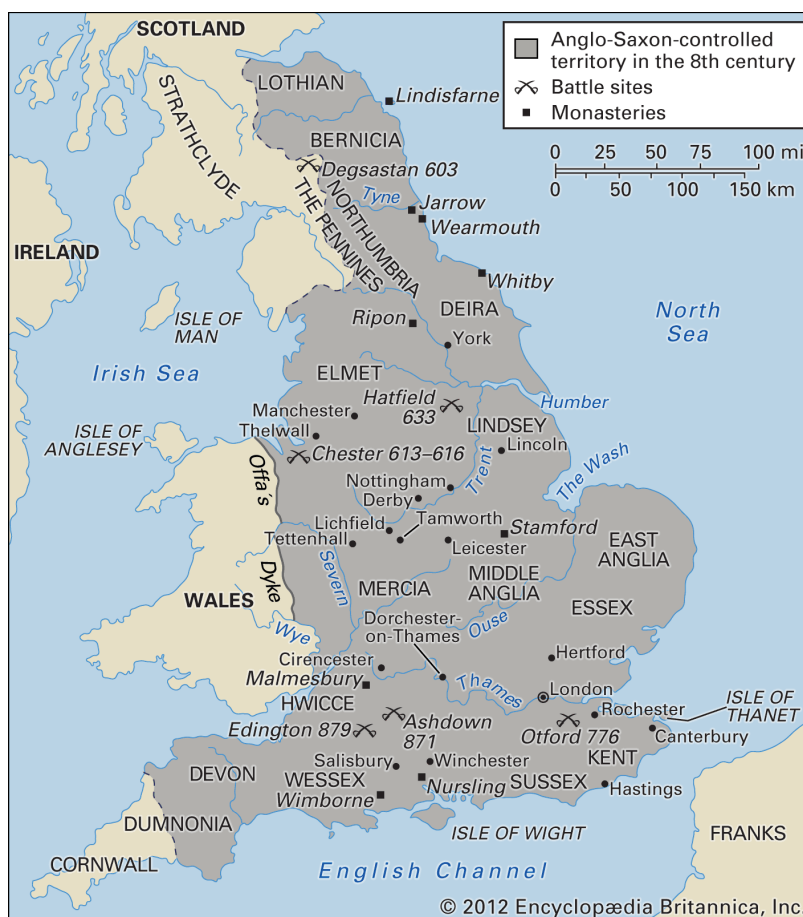 SCOTLAND
Anglo-Saxon-controlled
territory in the 8th century
Battle sites
Monasteries
0 25 50 75 100 mi
0 50 100 150 km
LOTHIAN
Lindisfarne
STRATHCLYDE
BERNICIA
Degsastan 603
Tyne
Jarrow
Wearmouth
NORTHUMBRIA
THE PENNINES
IRELAND
Whitby
DEIRA
North
Sea
ISLE OF
MAN
Ripon
York
Irish Sea
ELMET
Hatfield
633
Humber
Manchester
Thelwall
LINDSEY
Lincoln
ISLE OF
ANGLESEY
Chester 613–616
Offa's
Dyke
Trent
The Wash
Nottingham
Derby
Lichfield
Tamworth
Stamford
Tettenhall
Leicester
EAST
ANGLIA
Severn
MERCIA
MIDDLE
ANGLIA
WALES
ESSEX
Wye
Dorchester-
on-Thames
Ouse
Hertford
Cirencester
Malmesbury
Thames
London
HWICCE
Rochester
ISLE OF
THANET
Edington 879
Ashdown
871
Otford 776
Canterbury
KENT
Salisbury
Winchester
DEVON
WESSEX
Nursling
SUSSEX
Hastings
Wimborne
DUMNONIA
ISLE OF WIGHT
FRANKS
CORNWALL
English Channel
© 2012 Encyclopædia Britannica, Inc.